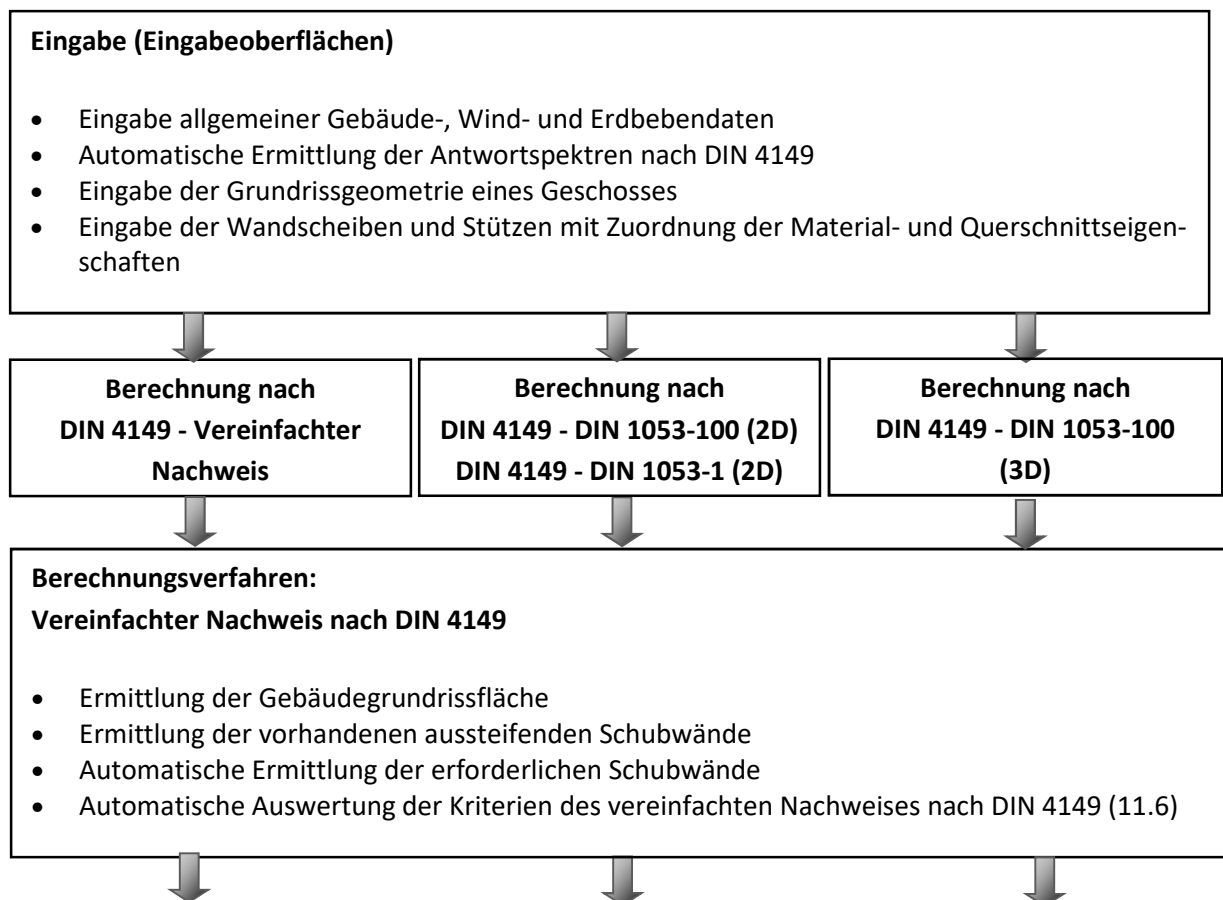 Eingabe (Eingabeoberflächen)
• Eingabe allgemeiner Gebäude-, Wind- und Erdbebendaten
• Automatische Ermittlung der Antwortspektren nach DIN 4149
• Eingabe der Grundrissgeometrie eines Geschosses
• Eingabe der Wandscheiben und Stützen mit Zuordnung der Material- und Querschnittseigen-
schaften
Berechnung nach
DIN 4149 - Vereinfachter
Nachweis
Berechnung nach
DIN 4149 - DIN 1053-100 (2D)
DIN 4149 - DIN 1053-1 (2D)
Berechnung nach
DIN 4149 - DIN 1053-100
(3D)
Berechnungsverfahren:
Vereinfachter Nachweis nach DIN 4149
• Ermittlung der Gebäudegrundrissfläche
• Ermittlung der vorhandenen aussteifenden Schubwände
• Automatische Ermittlung der erforderlichen Schubwände
• Automatische Auswertung der Kriterien des vereinfachten Nachweises nach DIN 4149 (11.6)